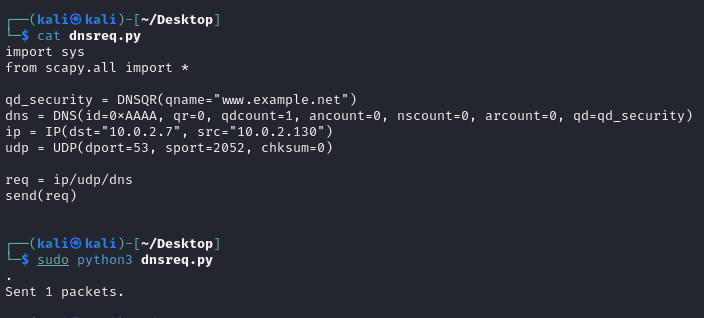 ┌──(kali㉿kali)-[~/Desktop]
└─$ cat dnsreq.py
import sys
from scapy.all import *

qd_security = DNSQR(qname="www.example.net")
dns = DNS(id=0xAAAA, qr=0, qdcount=1, ancount=0, nscount=0, arcount=0, qd=qd_security)
ip = IP(dst="10.0.2.7", src="10.0.2.130")
udp = UDP(dport=53, sport=2052, chksum=0)

req = ip/udp/dns
send(req)

┌──(kali㉿kali)-[~/Desktop]
└─$ sudo python3 dnsreq.py
.
Sent 1 packets.